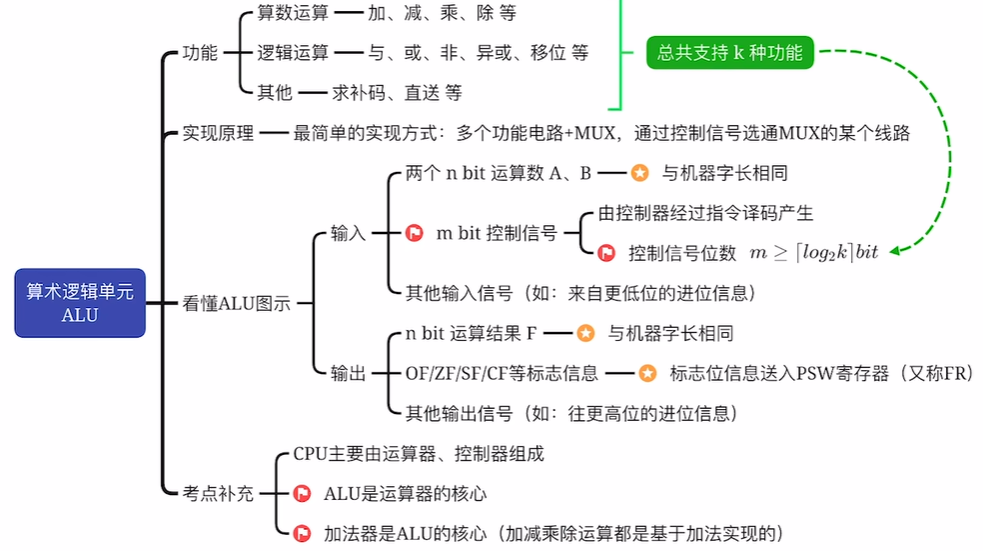 算术逻辑单元
ALU
功能
算数运算
加、减、乘、除 等
逻辑运算
与、或、非、异或、移位 等
其他
求补码、直送 等
总共支持 k 种功能
实现原理
最简单的实现方式：多个功能电路+MUX，通过控制信号选通MUX的某个线路
看懂ALU图示
输入
两个 n bit 运算数 A、B
与机器字长相同
m bit 控制信号
由控制器经过指令译码产生
控制信号位数 m ≥ ⌈log₂k⌉bit
其他输入信号（如：来自更低位的进位信息）
输出
n bit 运算结果 F
与机器字长相同
OF/ZF/SF/CF等标志信息
标志位信息送入PSW寄存器（又称FR）
其他输出信号（如：往更高位的进位信息）
考点补充
CPU主要由运算器、控制器组成
ALU是运算器的核心
加法器是ALU的核心（加减乘除运算都是基于加法实现的）